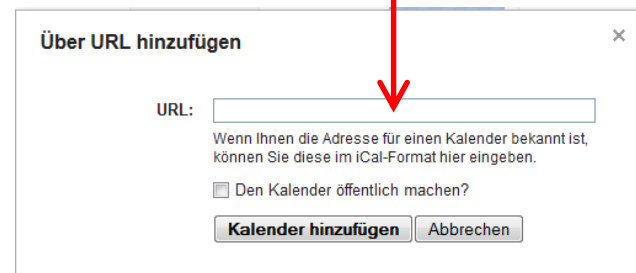 Über URL hinzufügen
×
URL:
Wenn Ihnen die Adresse für einen Kalender bekannt ist,
können Sie diese im iCal-Format hier eingeben.
Den Kalender öffentlich machen?
Kalender hinzufügen Abbrechen